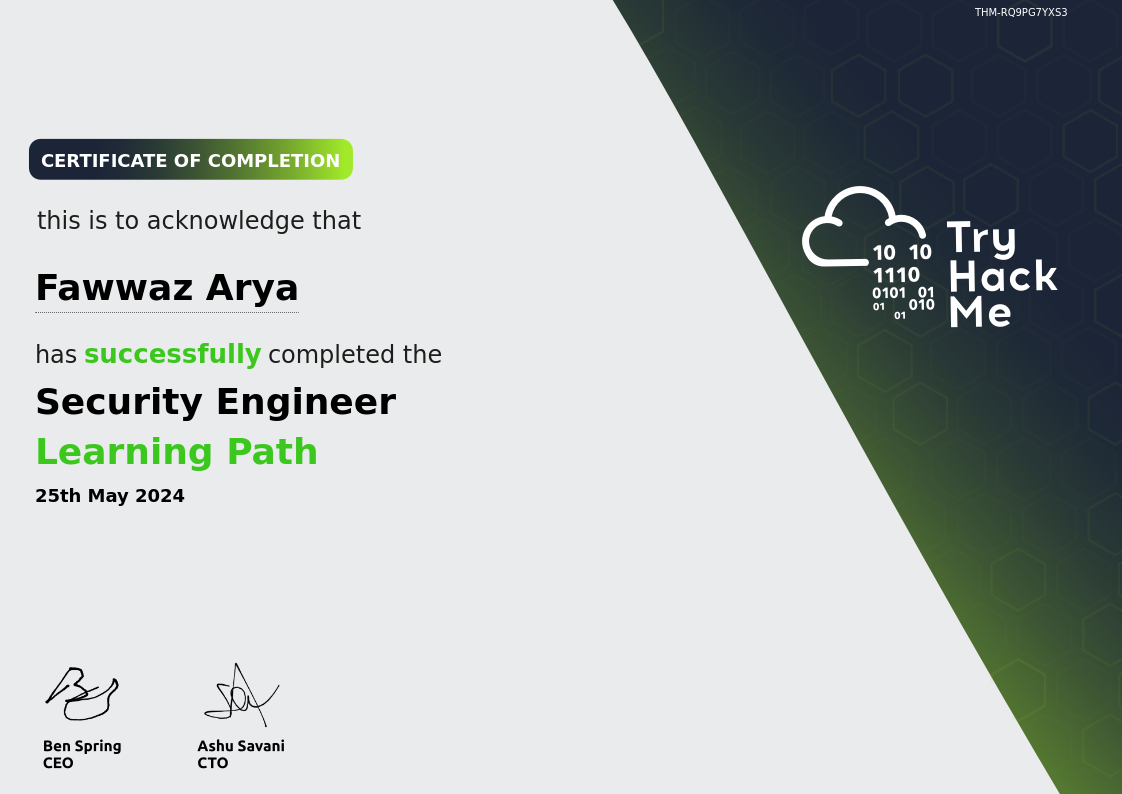 THM-RQ9PG7YXS3
CERTIFICATE OF COMPLETION
this is to acknowledge that
Fawwaz Arya
has successfully completed the
Security Engineer
Learning Path
25th May 2024
10 10
1110
0101 01
01 010
01
Try
Hack
Me
Ben Spring
CEO
Ashu Savani
CTO